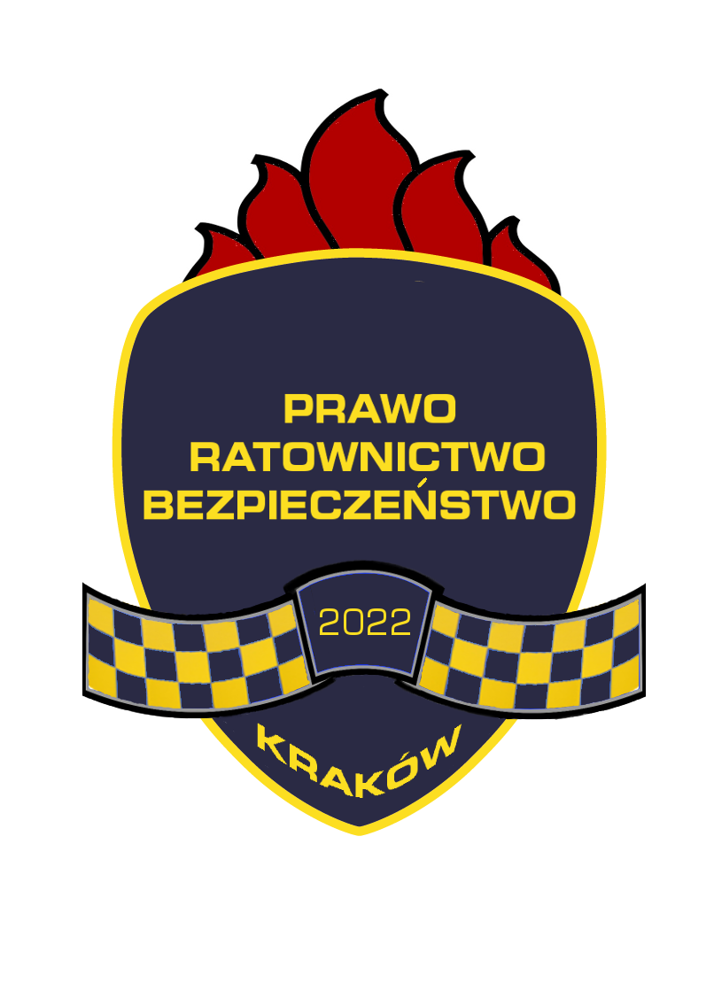 PRAWO
RATOWNICTWO
BEZPIECZEŃSTWO
2022
KRAKÓW